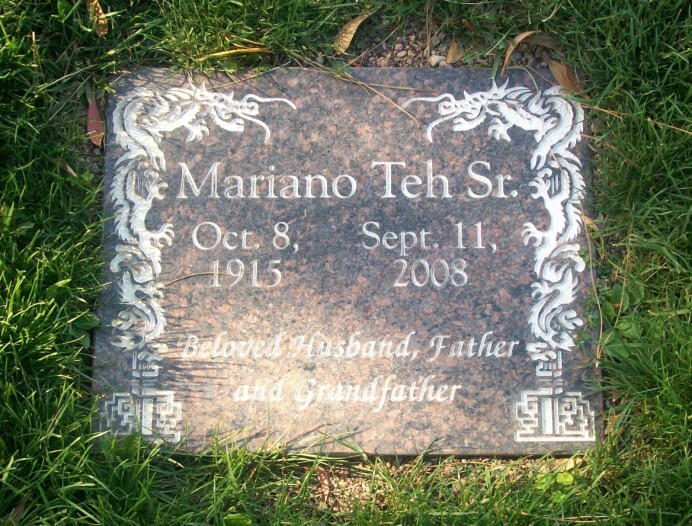 Mariano Teh Sr.
Oct. 8, Sept. 11,
1915 2008
Beloved Husband, Father
and Grandfather